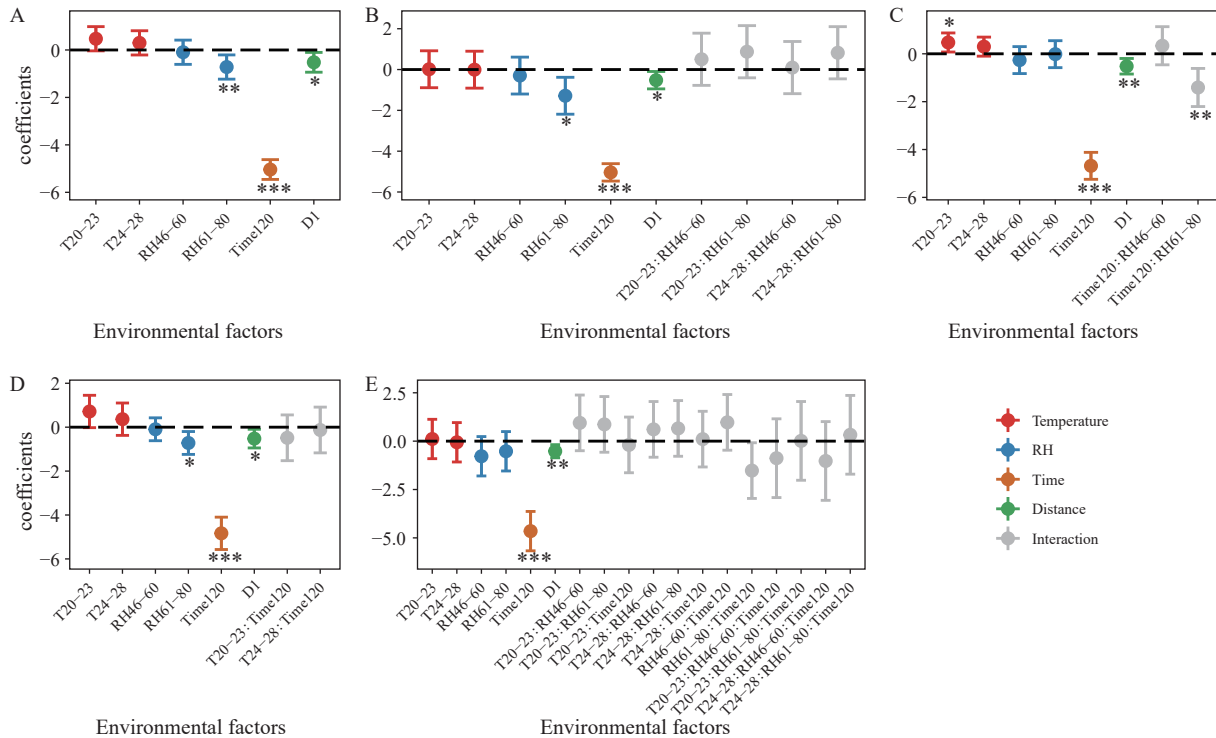 A
coefficients
0
−2
−4
−6
**
***
*
T20−23
T24−28
RH46−60
RH61−80
Time120
D1
Environmental factors
B
2
0
−2
−4
−6
*
***
*
T20−23
T24−28
RH46−60
RH61−80
Time120
D1
T20−23::RH46−60
T20−23::RH61−80
T24−28::RH46−60
T24−28::RH61−80
Environmental factors
C
0
−2
−4
−6
*
***
**
**
T20−23
T24−28
RH46−60
RH61−80
Time120
D1
Time120::RH46−60
Time120::RH61−80
Environmental factors
D
coefficients
2
0
−2
−4
−6
*
***
*
T20−23
T24−28
RH46−60
RH61−80
Time120
D1
T20−23::Time120
T24−28::Time120
Environmental factors
E
2.5
0.0
−2.5
−5.0
***
**
T20−23
T24−28
RH46−60
RH61−80
Time120
D1
T20−23::RH46−60
T20−23::RH61−80
T20−23::Time120
T24−28::RH46−60
T24−28::RH61−80
T24−28::Time120
RH46−60::Time120
RH61−80::Time120
T20−23::RH46−60::Time120
T20−23::RH61−80::Time120
T24−28::RH46−60::Time120
T24−28::RH61−80::Time120
Environmental factors
Temperature
RH
Time
Distance
Interaction